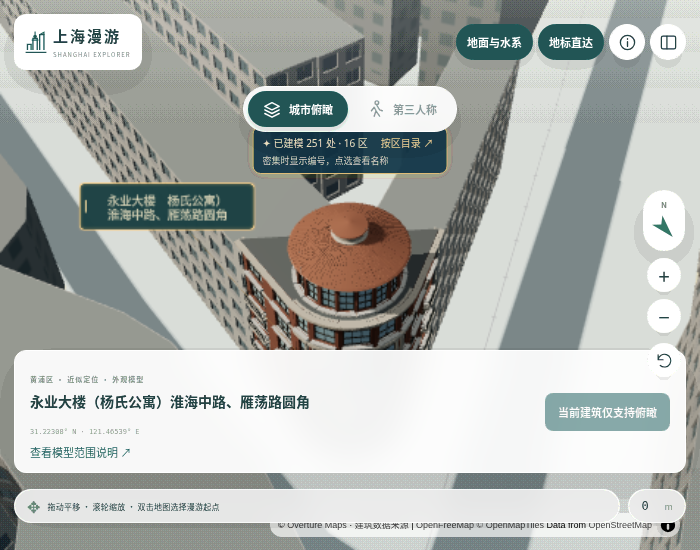 上海漫游
SHANGHAI EXPLORER
地面与水系
地标直达
城市俯瞰
第三人称
✦ 已建模 251 处 · 16 区 按区目录 ↗
密集时显示编号，点选查看名称
永业大楼 杨氏公寓）
淮海中路、雁荡路圆角
N
+
−
黄浦区 · 近似定位 · 外观模型
永业大楼（杨氏公寓）淮海中路、雁荡路圆角
31.22308° N · 121.46539° E
查看模型范围说明 ↗
当前建筑仅支持俯瞰
拖动平移 · 滚轮缩放 · 双击地图选择漫游起点
0 m
© Overture Maps · 建筑数据来源 | OpenFreeMap © OpenMapTiles Data from OpenStreetMap